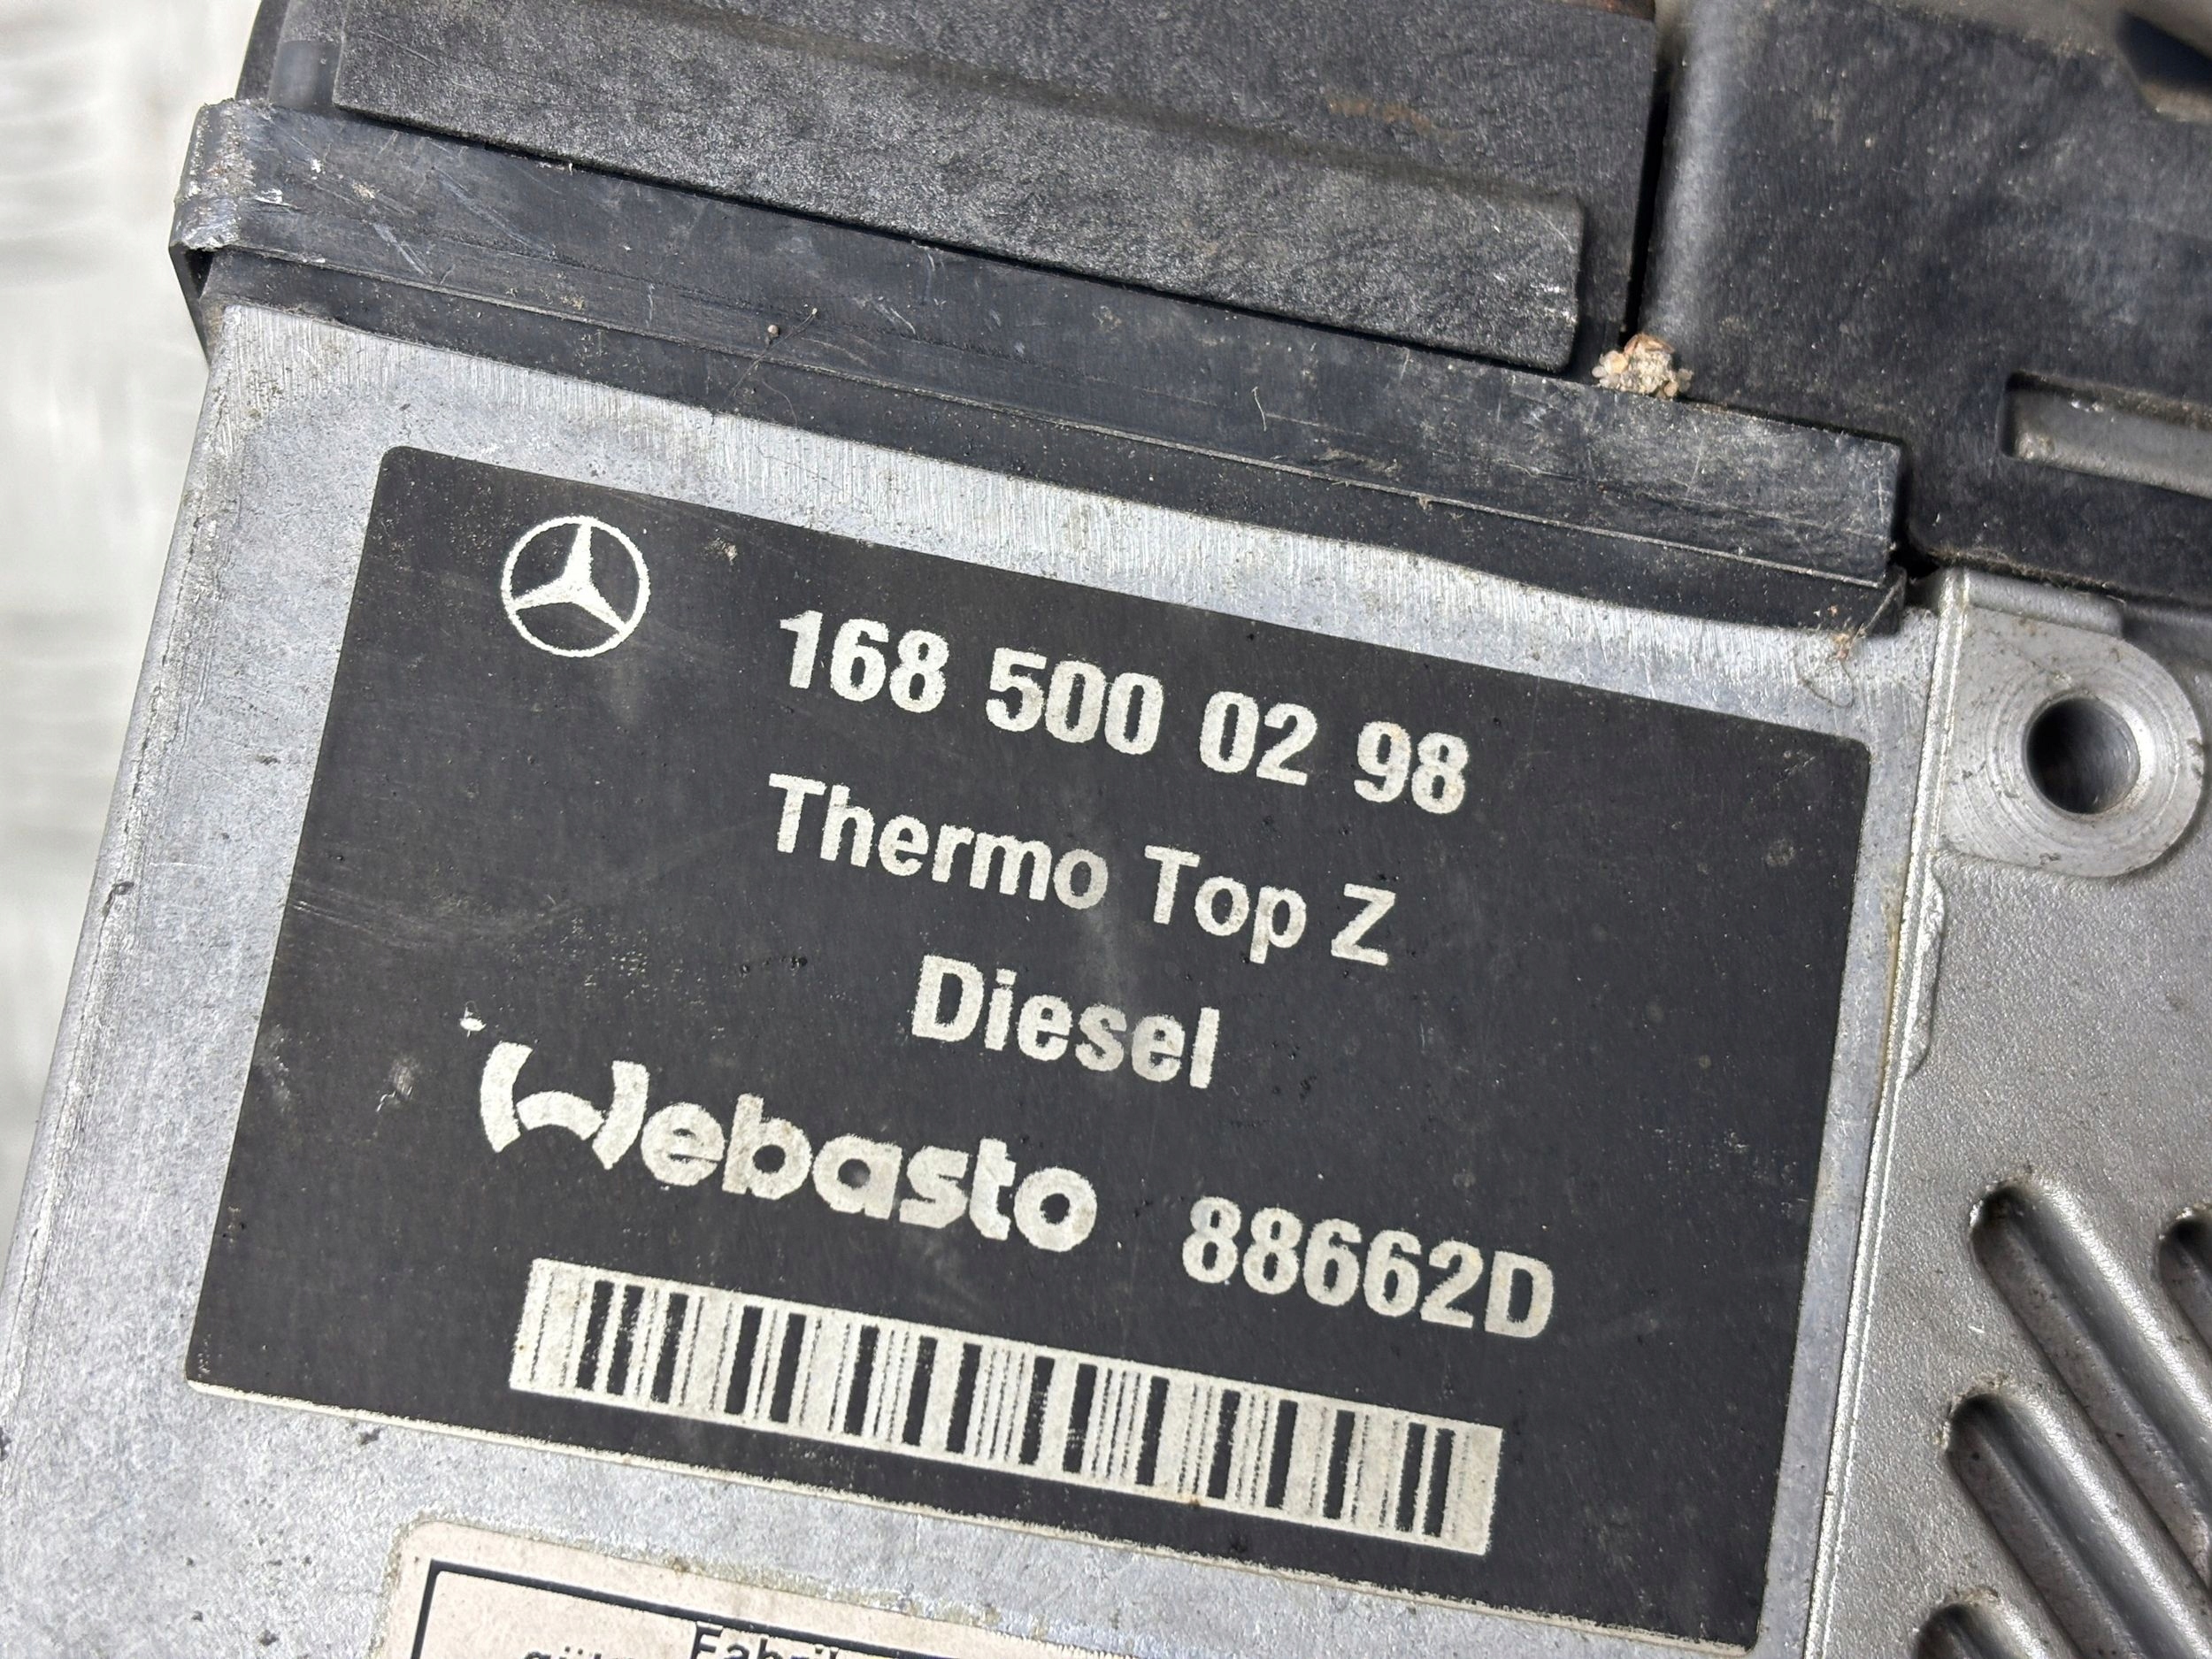 168 500 02 98
Thermo Top Z
Diesel
Webasto 88662D